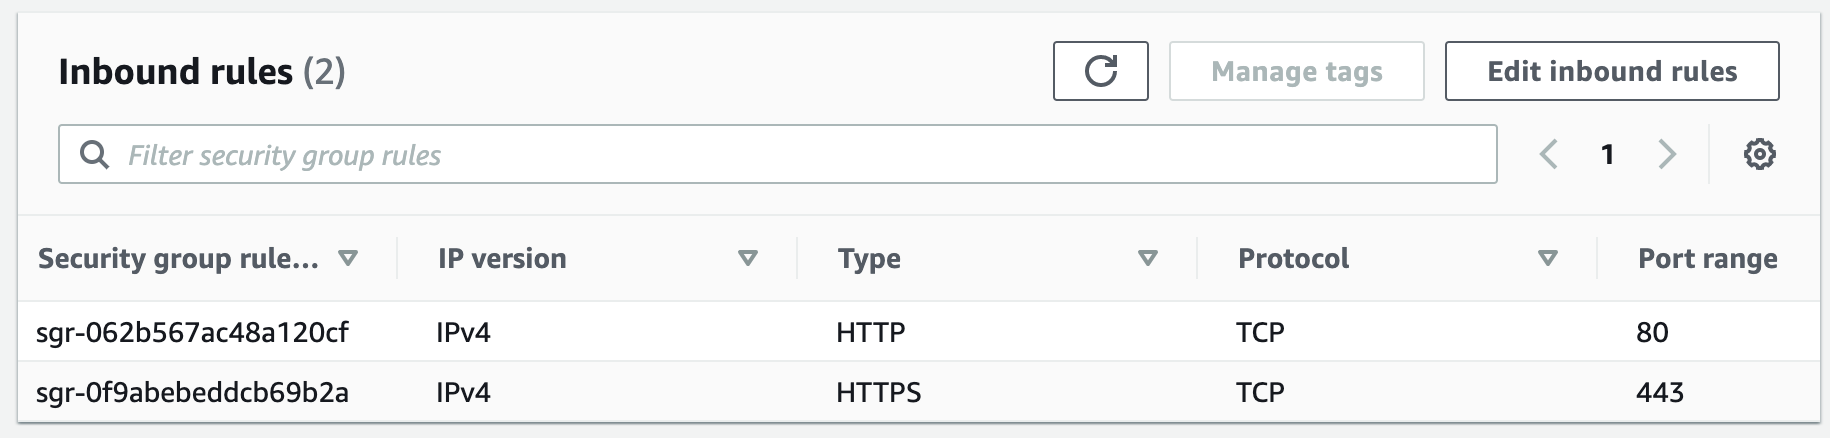 Inbound rules (2)
Manage tags
Edit inbound rules
Filter security group rules
1
Security group rule... IP version Type Protocol Port range
sgr-062b567ac48a120cf IPv4 HTTP TCP 80
sgr-0f9abebeddcb69b2a IPv4 HTTPS TCP 443